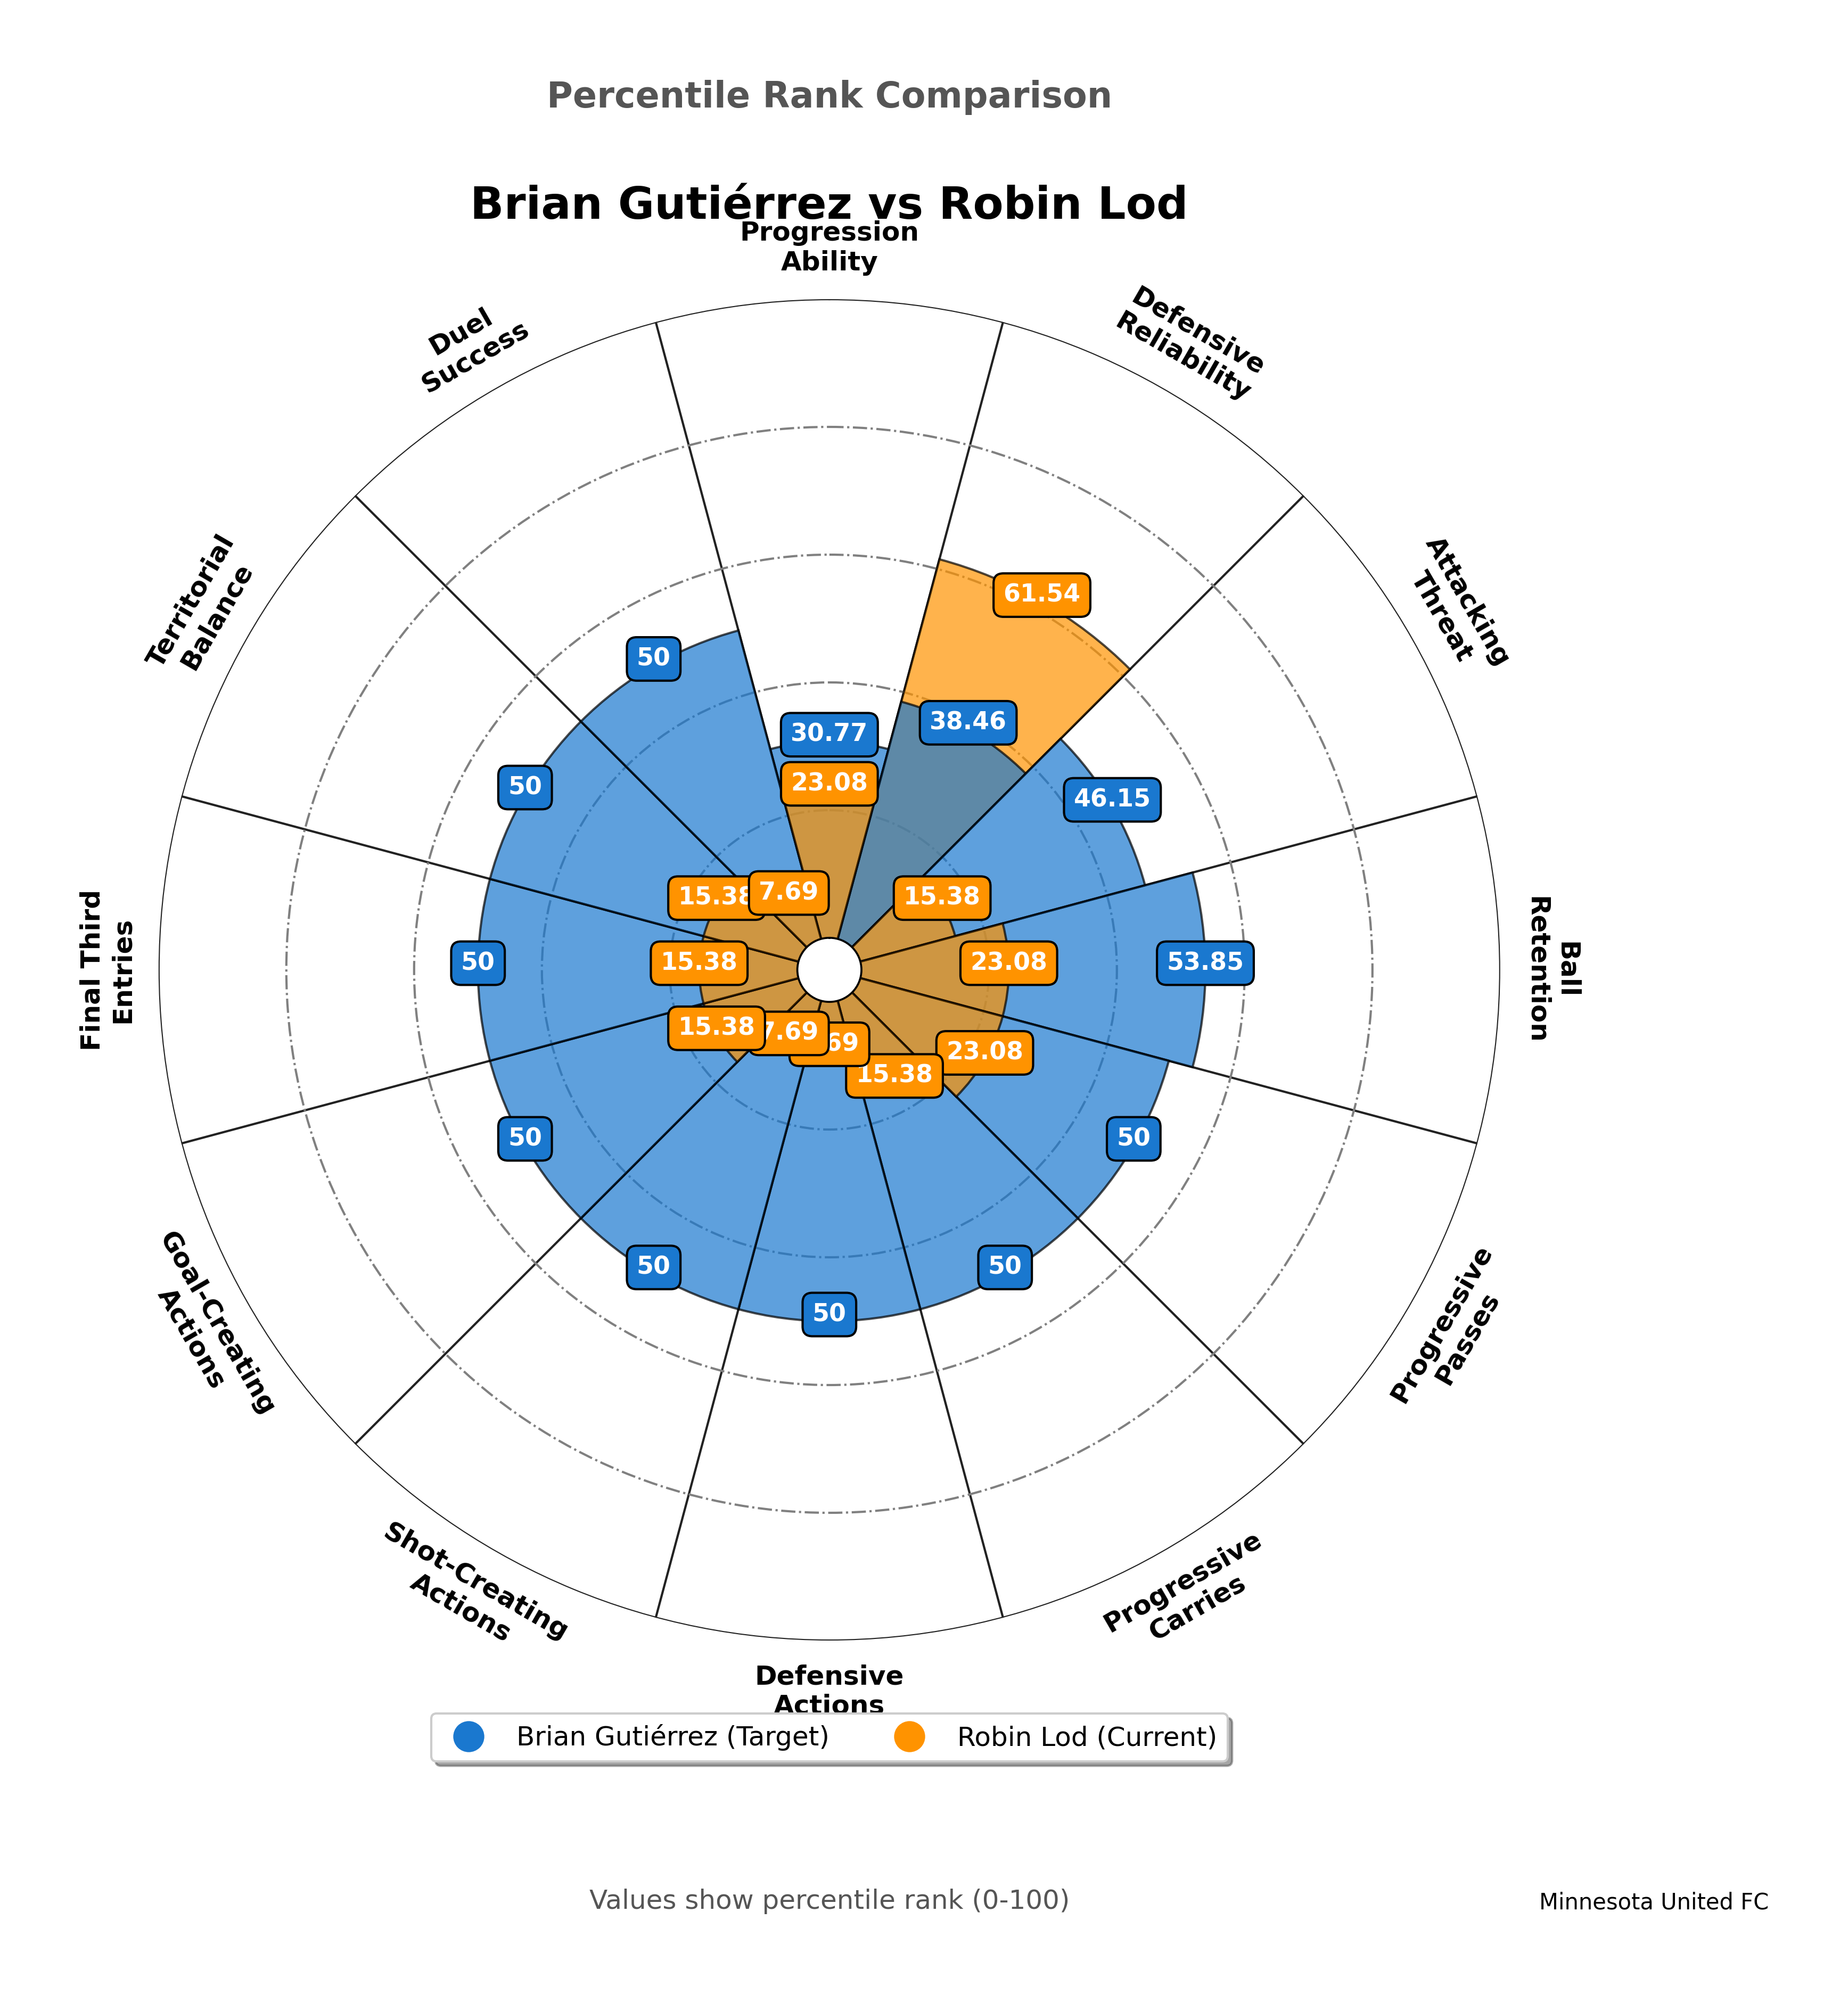 Percentile Rank Comparison
Brian Gutiérrez vs Robin Lod
Progression
Ability
Defensive
Reliability
Attacking
Threat
Ball
Retention
Progressive
Passes
Progressive
Carries
Defensive
Actions
Shot-Creating
Actions
Goal-Creating
Actions
Final Third
Entries
Territorial
Balance
Duel
Success
61.54
50
38.46
30.77
23.08
46.15
50
15.38
7.69
15.38
50
15.38
23.08
53.85
15.38
7.69
69
23.08
15.38
50
50
50
50
50
Brian Gutiérrez (Target)
Robin Lod (Current)
Values show percentile rank (0-100)
Minnesota United FC